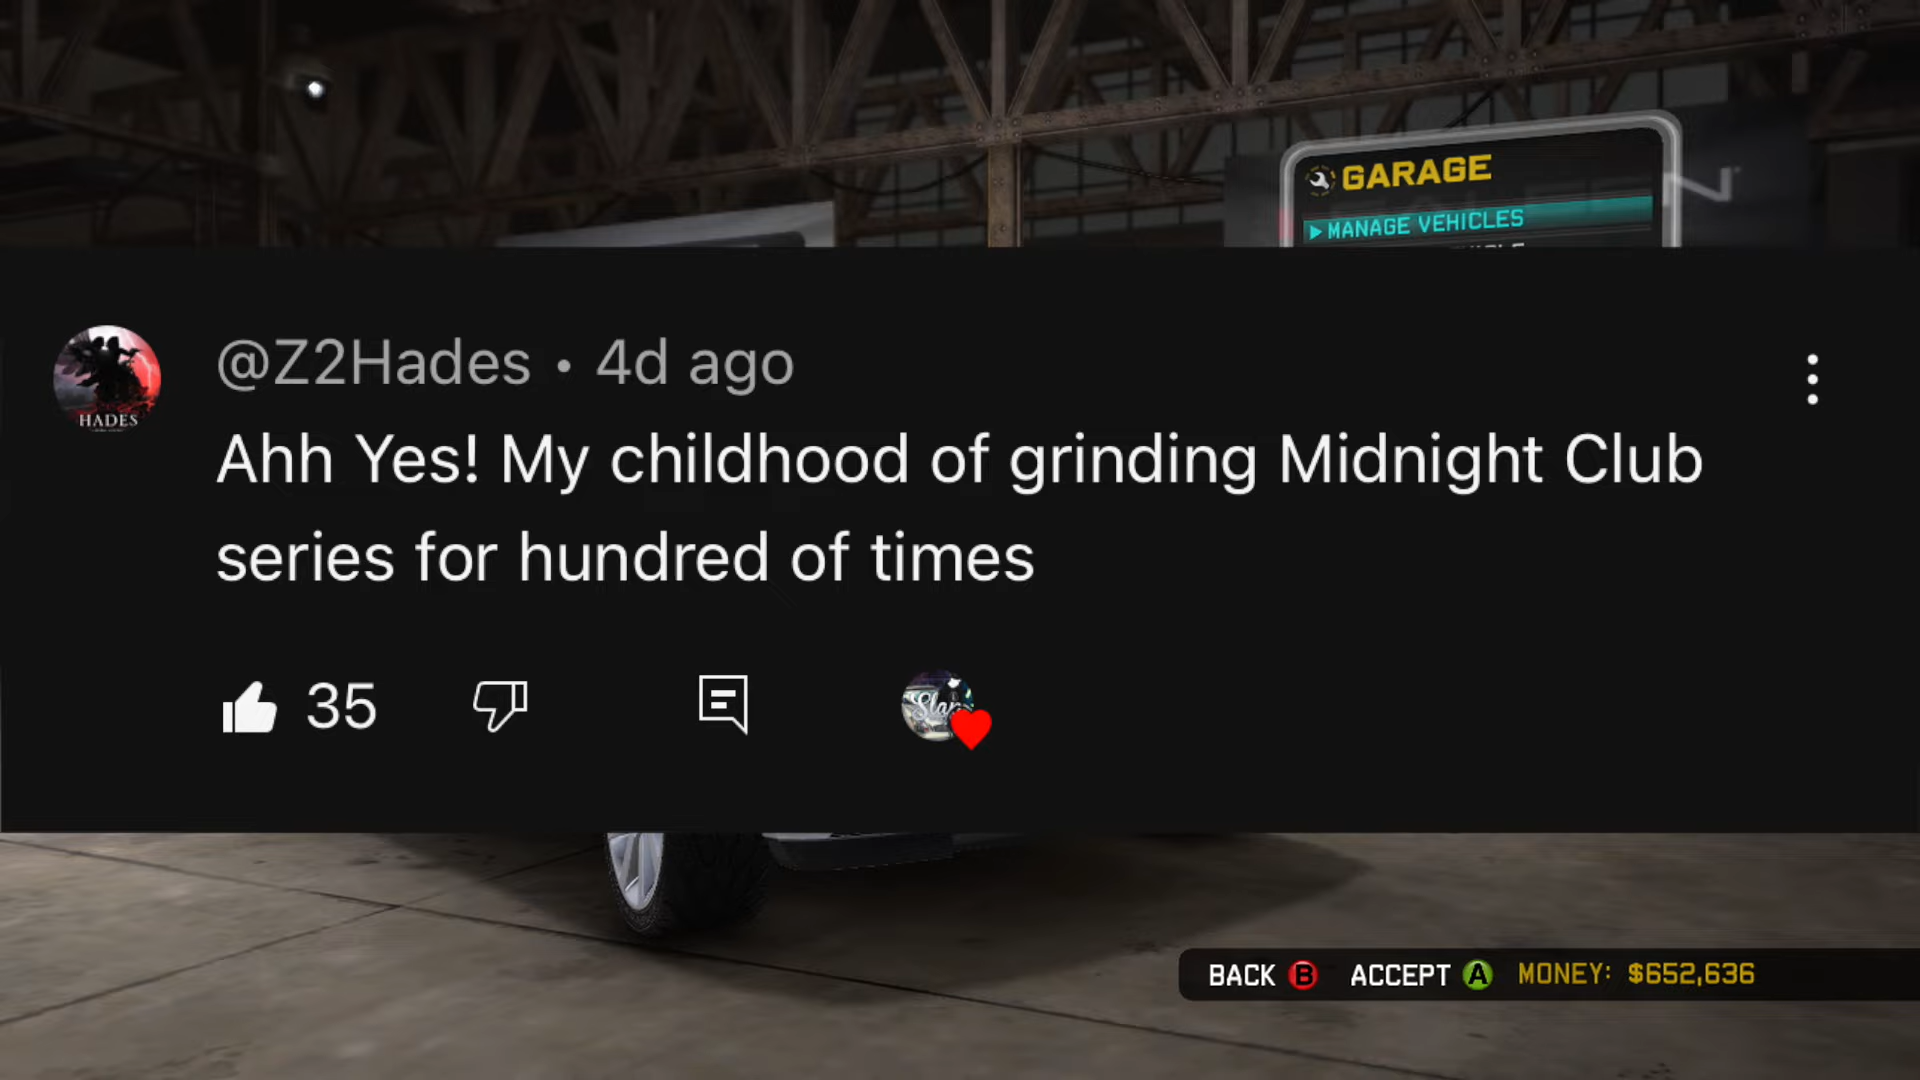 GARAGE
MANAGE VEHICLES
@Z2Hades • 4d ago
HADES
Ahh Yes! My childhood of grinding Midnight Club
series for hundred of times
35
BACK B ACCEPT A MONEY: $652,636